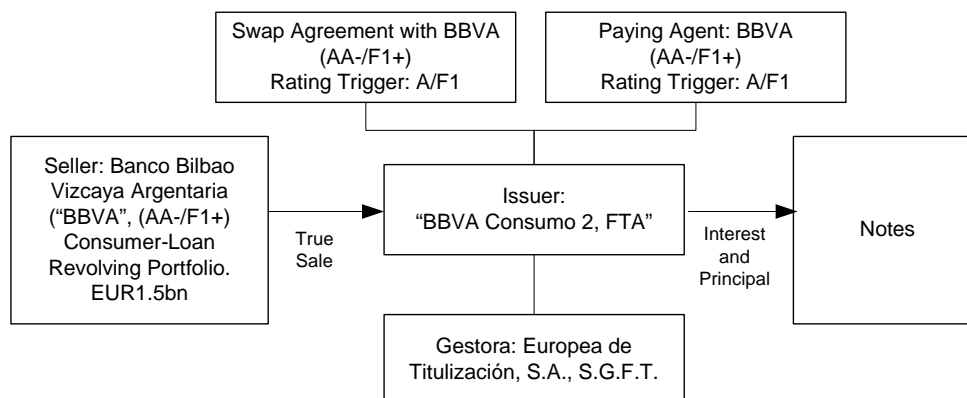 Swap Agreement with BBVA
(AA-/F1+)
Rating Trigger: A/F1
Paying Agent: BBVA
(AA-/F1+)
Rating Trigger: A/F1
Seller: Banco Bilbao
Vizcaya Argentaria
(“BBVA”, (AA-/F1+)
Consumer-Loan
Revolving Portfolio.
EUR1.5bn
True
Sale
Issuer:
“BBVA Consumo 2, FTA”
Interest
and
Principal
Notes
Gestora: Europea de
Titulización, S.A., S.G.F.T.